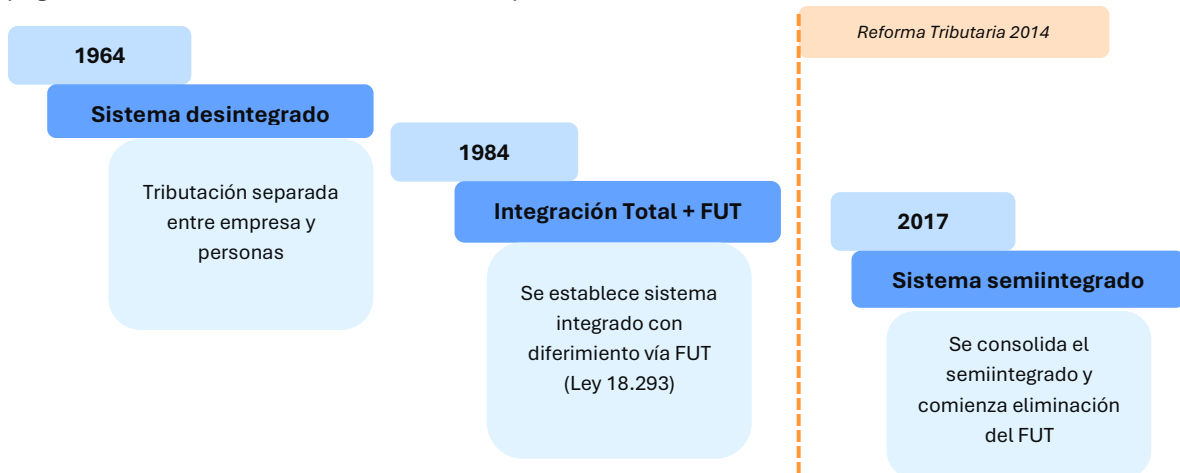 Reforma Tributaria 2014
1964
Sistema desintegrado
Tributación separada
entre empresa y
personas
1984
Integración Total + FUT
Se establece sistema
integrado con
diferimiento vía FUT
(Ley 18.293)
2017
Sistema semiintegrado
Se consolida el
semiintegrado y
comienza eliminación
del FUT